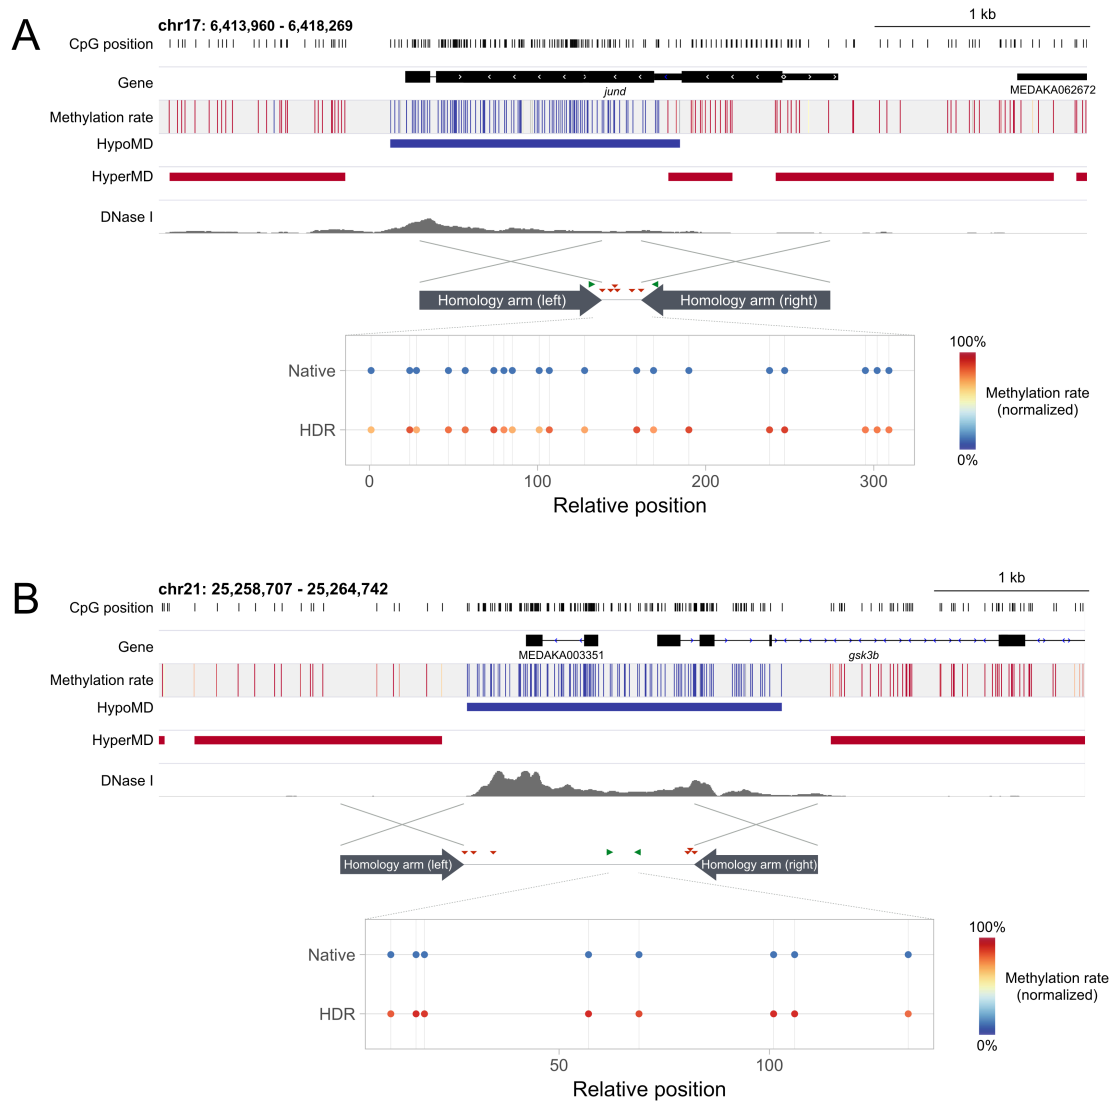 A
chr17: 6,413,960 - 6,418,269
1 kb
CpG position
Gene
jund
MEDAKA062672
Methylation rate
HypoMD
HyperMD
DNase I
Homology arm (left)
Homology arm (right)
Native
HDR
0
100
200
300
Relative position
100%
Methylation rate
(normalized)
0%
B
chr21: 25,258,707 - 25,264,742
1 kb
CpG position
Gene
MEDAKA003351
gsk3b
Methylation rate
HypoMD
HyperMD
DNase I
Homology arm (left)
Homology arm (right)
Native
HDR
50
100
Relative position
100%
Methylation rate
(normalized)
0%